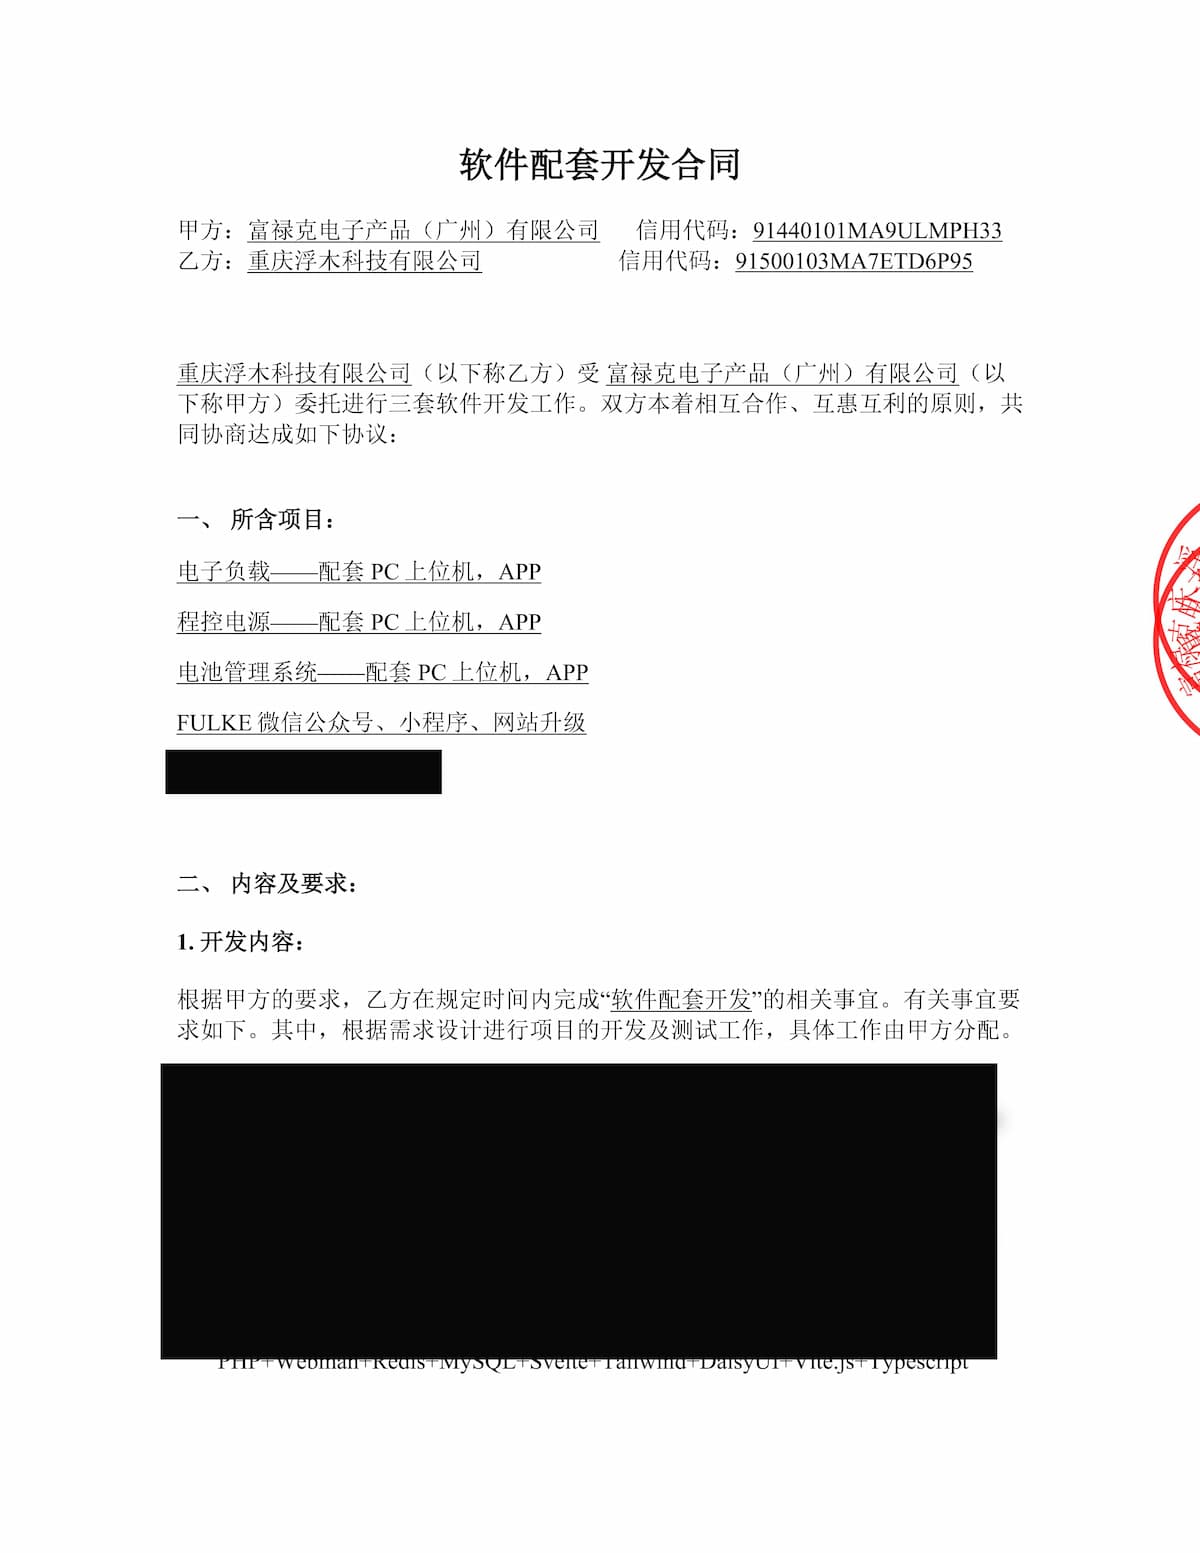 软件配套开发合同
甲方：富禄克电子产品（广州）有限公司 信用代码：91440101MA9ULMPH33
乙方：重庆浮木科技有限公司 信用代码：91500103MA7ETD6P95
重庆浮木科技有限公司（以下称乙方）受 富禄克电子产品（广州）有限公司（以
下称甲方）委托进行三套软件开发工作。双方本着相互合作、互惠互利的原则，共
同协商达成如下协议：
一、 所含项目：
电子负载——配套 PC 上位机，APP
程控电源——配套 PC 上位机，APP
电池管理系统——配套 PC 上位机，APP
FULKE 微信公众号、小程序、网站升级
二、 内容及要求：
1. 开发内容：
根据甲方的要求，乙方在规定时间内完成“软件配套开发”的相关事宜。有关事宜要
求如下。其中，根据需求设计进行项目的开发及测试工作，具体工作由甲方分配。
PHP+Webman+Redis+MySQL+Svelte+Tailwind+DaisyUI+Vite.js+Typescript